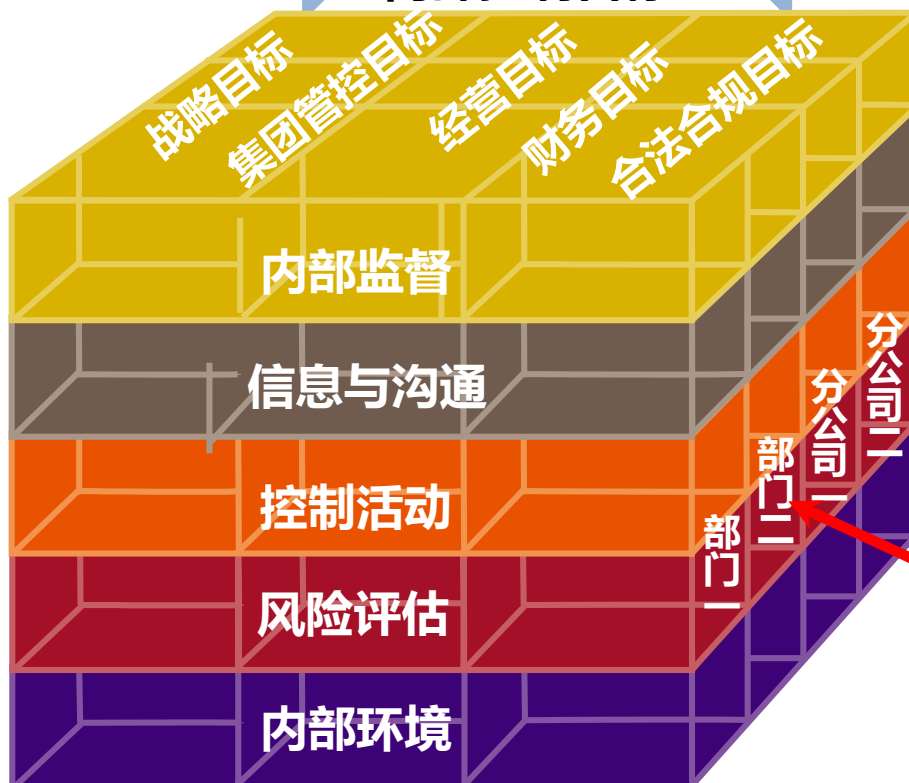 战略目标
集团管控目标
经营目标
财务目标
合法合规目标
内部监督
信息与沟通
控制活动
风险评估
内部环境
部门一
部门二
分公司一
分公司二